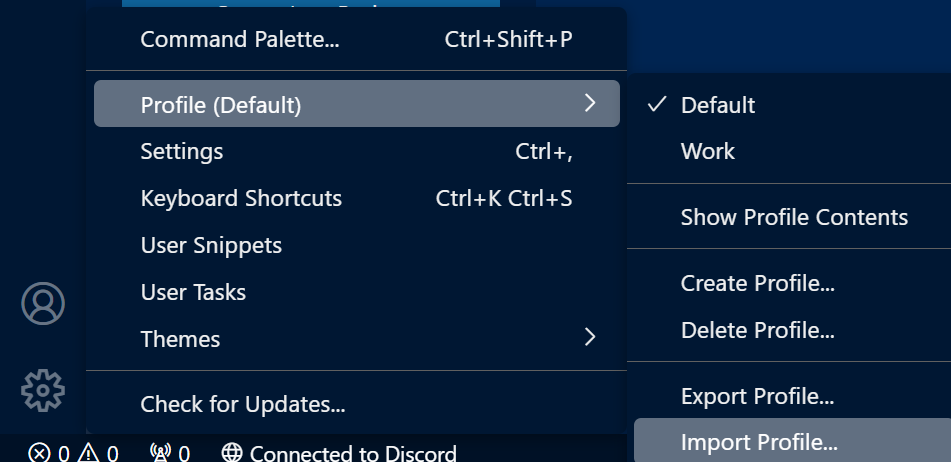 Command Palette... Ctrl+Shift+P
Profile (Default)
Settings Ctrl+,
Keyboard Shortcuts Ctrl+K Ctrl+S
User Snippets
User Tasks
Themes
Check for Updates...
Default
Work
Show Profile Contents
Create Profile...
Delete Profile...
Export Profile...
Import Profile...
0 0 0 Connected to Discord